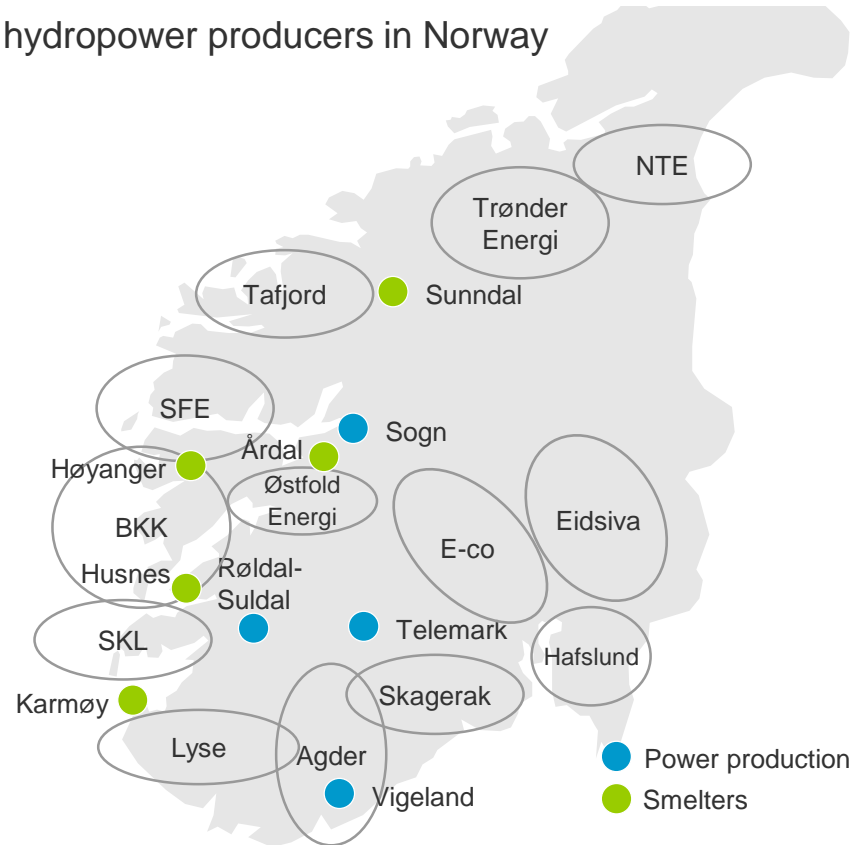 hydropower producers in Norway
NTE
Trønder
Energi
Tafjord
Sunndal
SFE
Sogn
Årdal
Høyanger
Østfold
Energi
BKK
E-co
Eidsiva
Husnes
Røldal-
Suldal
SKL
Telemark
Hafslund
Skagerak
Karmøy
Lyse
Agder
Power production
Vigeland
Smelters